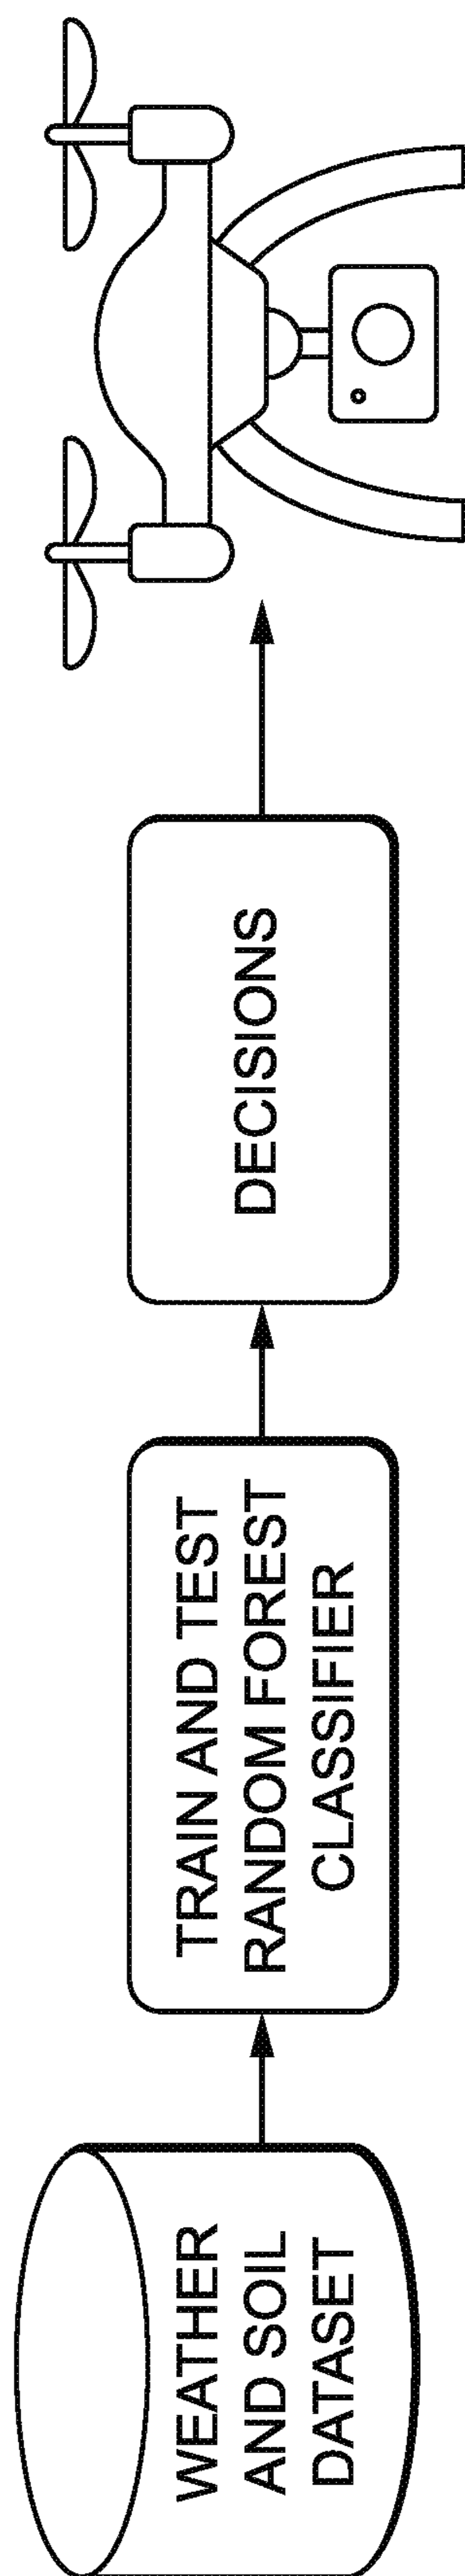 WEATHER
AND SOIL
DATASET
TRAIN AND TEST
RANDOM FOREST
CLASSIFIER
DECISIONS